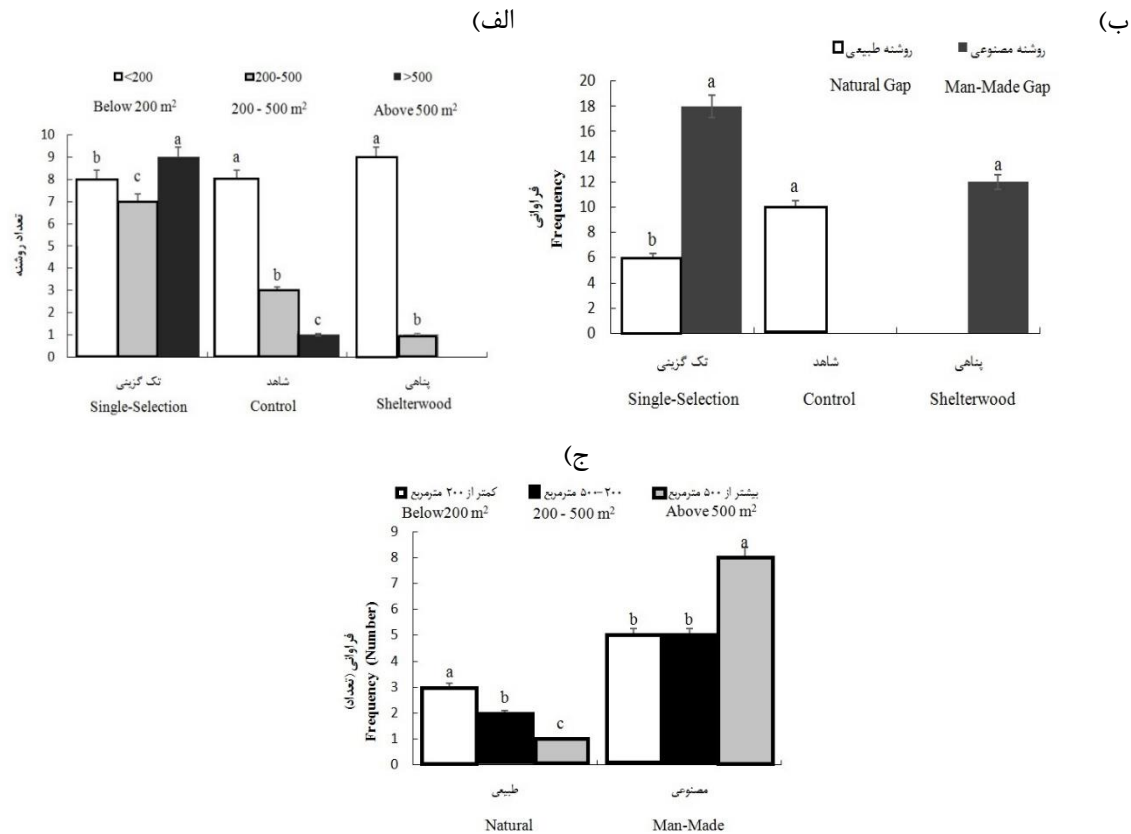 الف)
<200 200-500 >500
Below 200 m² 200 - 500 m² Above 500 m²
تعداد روشنه
10
9
8
7
6
5
4
3
2
1
0
b c a a b c a b
تک گزینی شاهد پناهی
Single-Selection Control Shelterwood
ب)
روشنه طبیعی روشنه مصنوعی
Natural Gap Man-Made Gap
فراوانی
Frequency
20
18
16
14
12
10
8
6
4
2
0
b a a a
تک گزینی شاهد پناهی
Single-Selection Control Shelterwood
ج)
کمتر از ۲۰۰ مترمربع ۲۰۰-۵۰۰ مترمربع بیشتر از ۵۰۰ مترمربع
Below200 m² 200 - 500 m² Above 500 m²
فراوانی (تعداد)
Frequency (Number)
9
8
7
6
5
4
3
2
1
0
a b c b b a
طبیعی مصنوعی
Natural Man-Made